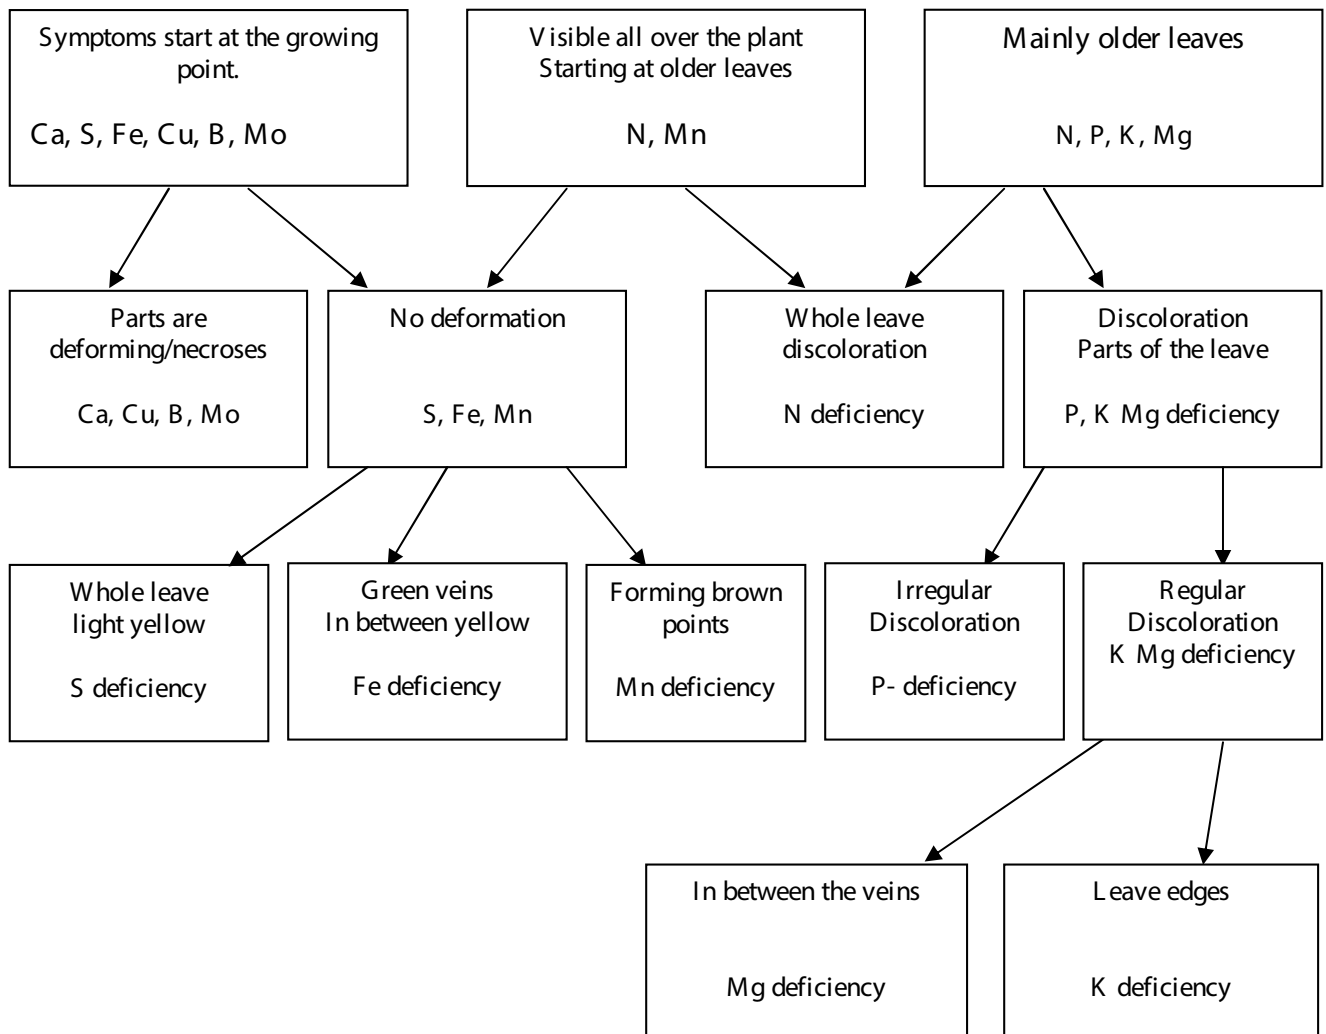 Symptoms start at the growing
point.
Ca, S, Fe, Cu, B, Mo
Visible all over the plant
Starting at older leaves
N, Mn
Mainly older leaves
N, P, K, Mg
Parts are
deforming/necroses
Ca, Cu, B, Mo
No deformation
S, Fe, Mn
Whole leave
discoloration
N deficiency
Discoloration
Parts of the leave
P, K Mg deficiency
Whole leave
light yellow
S deficiency
Green veins
In between yellow
Fe deficiency
Forming brown
points
Mn deficiency
Irregular
Discoloration
P- deficiency
Regular
Discoloration
K Mg deficiency
In between the veins
Mg deficiency
Leave edges
K deficiency